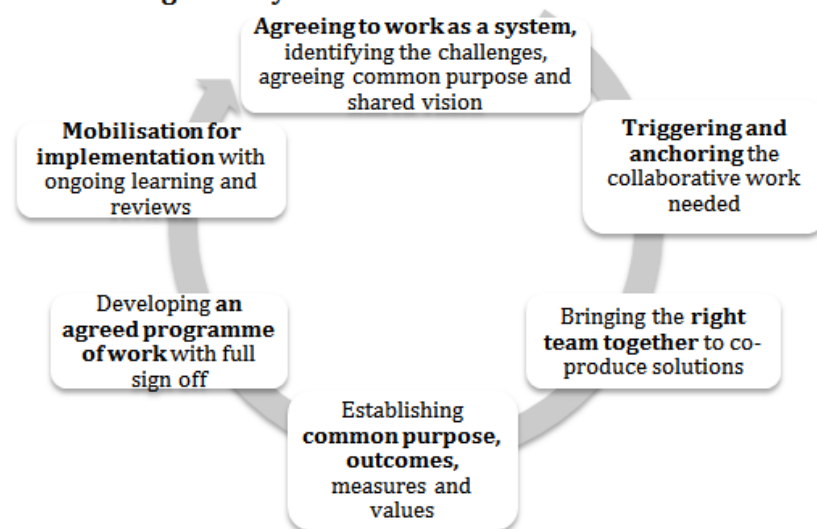 Agreeing to work as a system,
identifying the challenges,
agreeing common purpose and
shared vision
Triggering and
anchoring the
collaborative work
needed
Bringing the right
team together to co-
produce solutions
Establishing
common purpose,
outcomes,
measures and
values
Developing an
agreed programme
of work with full
sign off
Mobilisation for
implementation with
ongoing learning and
reviews